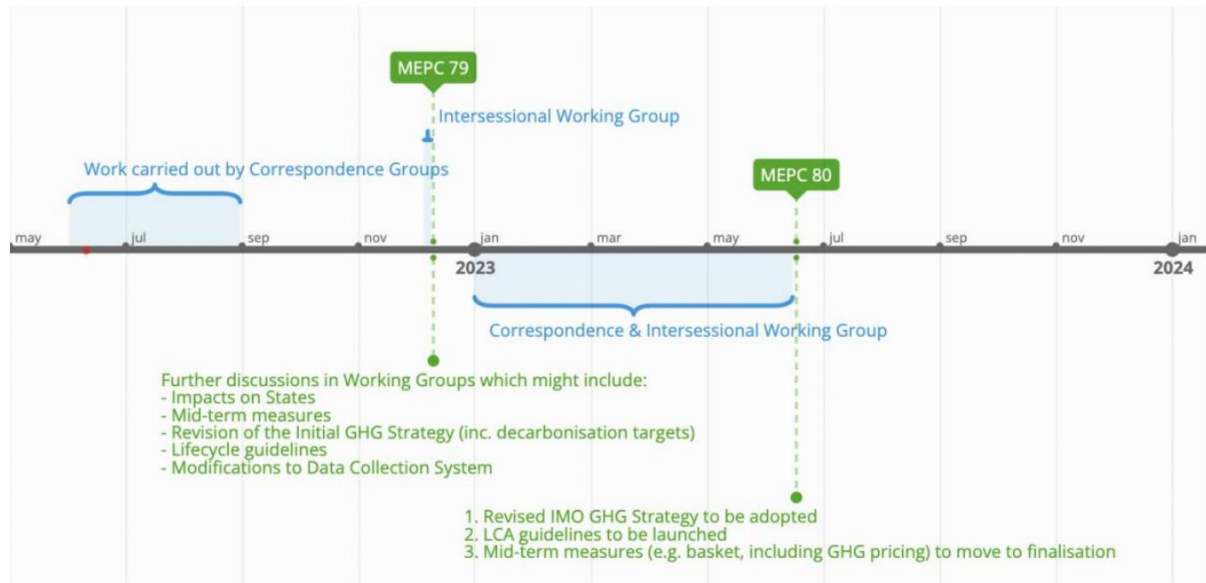 MEPC 79
Intersessional Working Group
Work carried out by Correspondence Groups
MEPC 80
may jul sep nov jan mar may jul sep nov jan
2023 2024
Correspondence & Intersessional Working Group
Further discussions in Working Groups which might include:
- Impacts on States
- Mid-term measures
- Revision of the Initial GHG Strategy (inc. decarbonisation targets)
- Lifecycle guidelines
- Modifications to Data Collection System
1. Revised IMO GHG Strategy to be adopted
2. LCA guidelines to be launched
3. Mid-term measures (e.g. basket, including GHG pricing) to move to finalisation